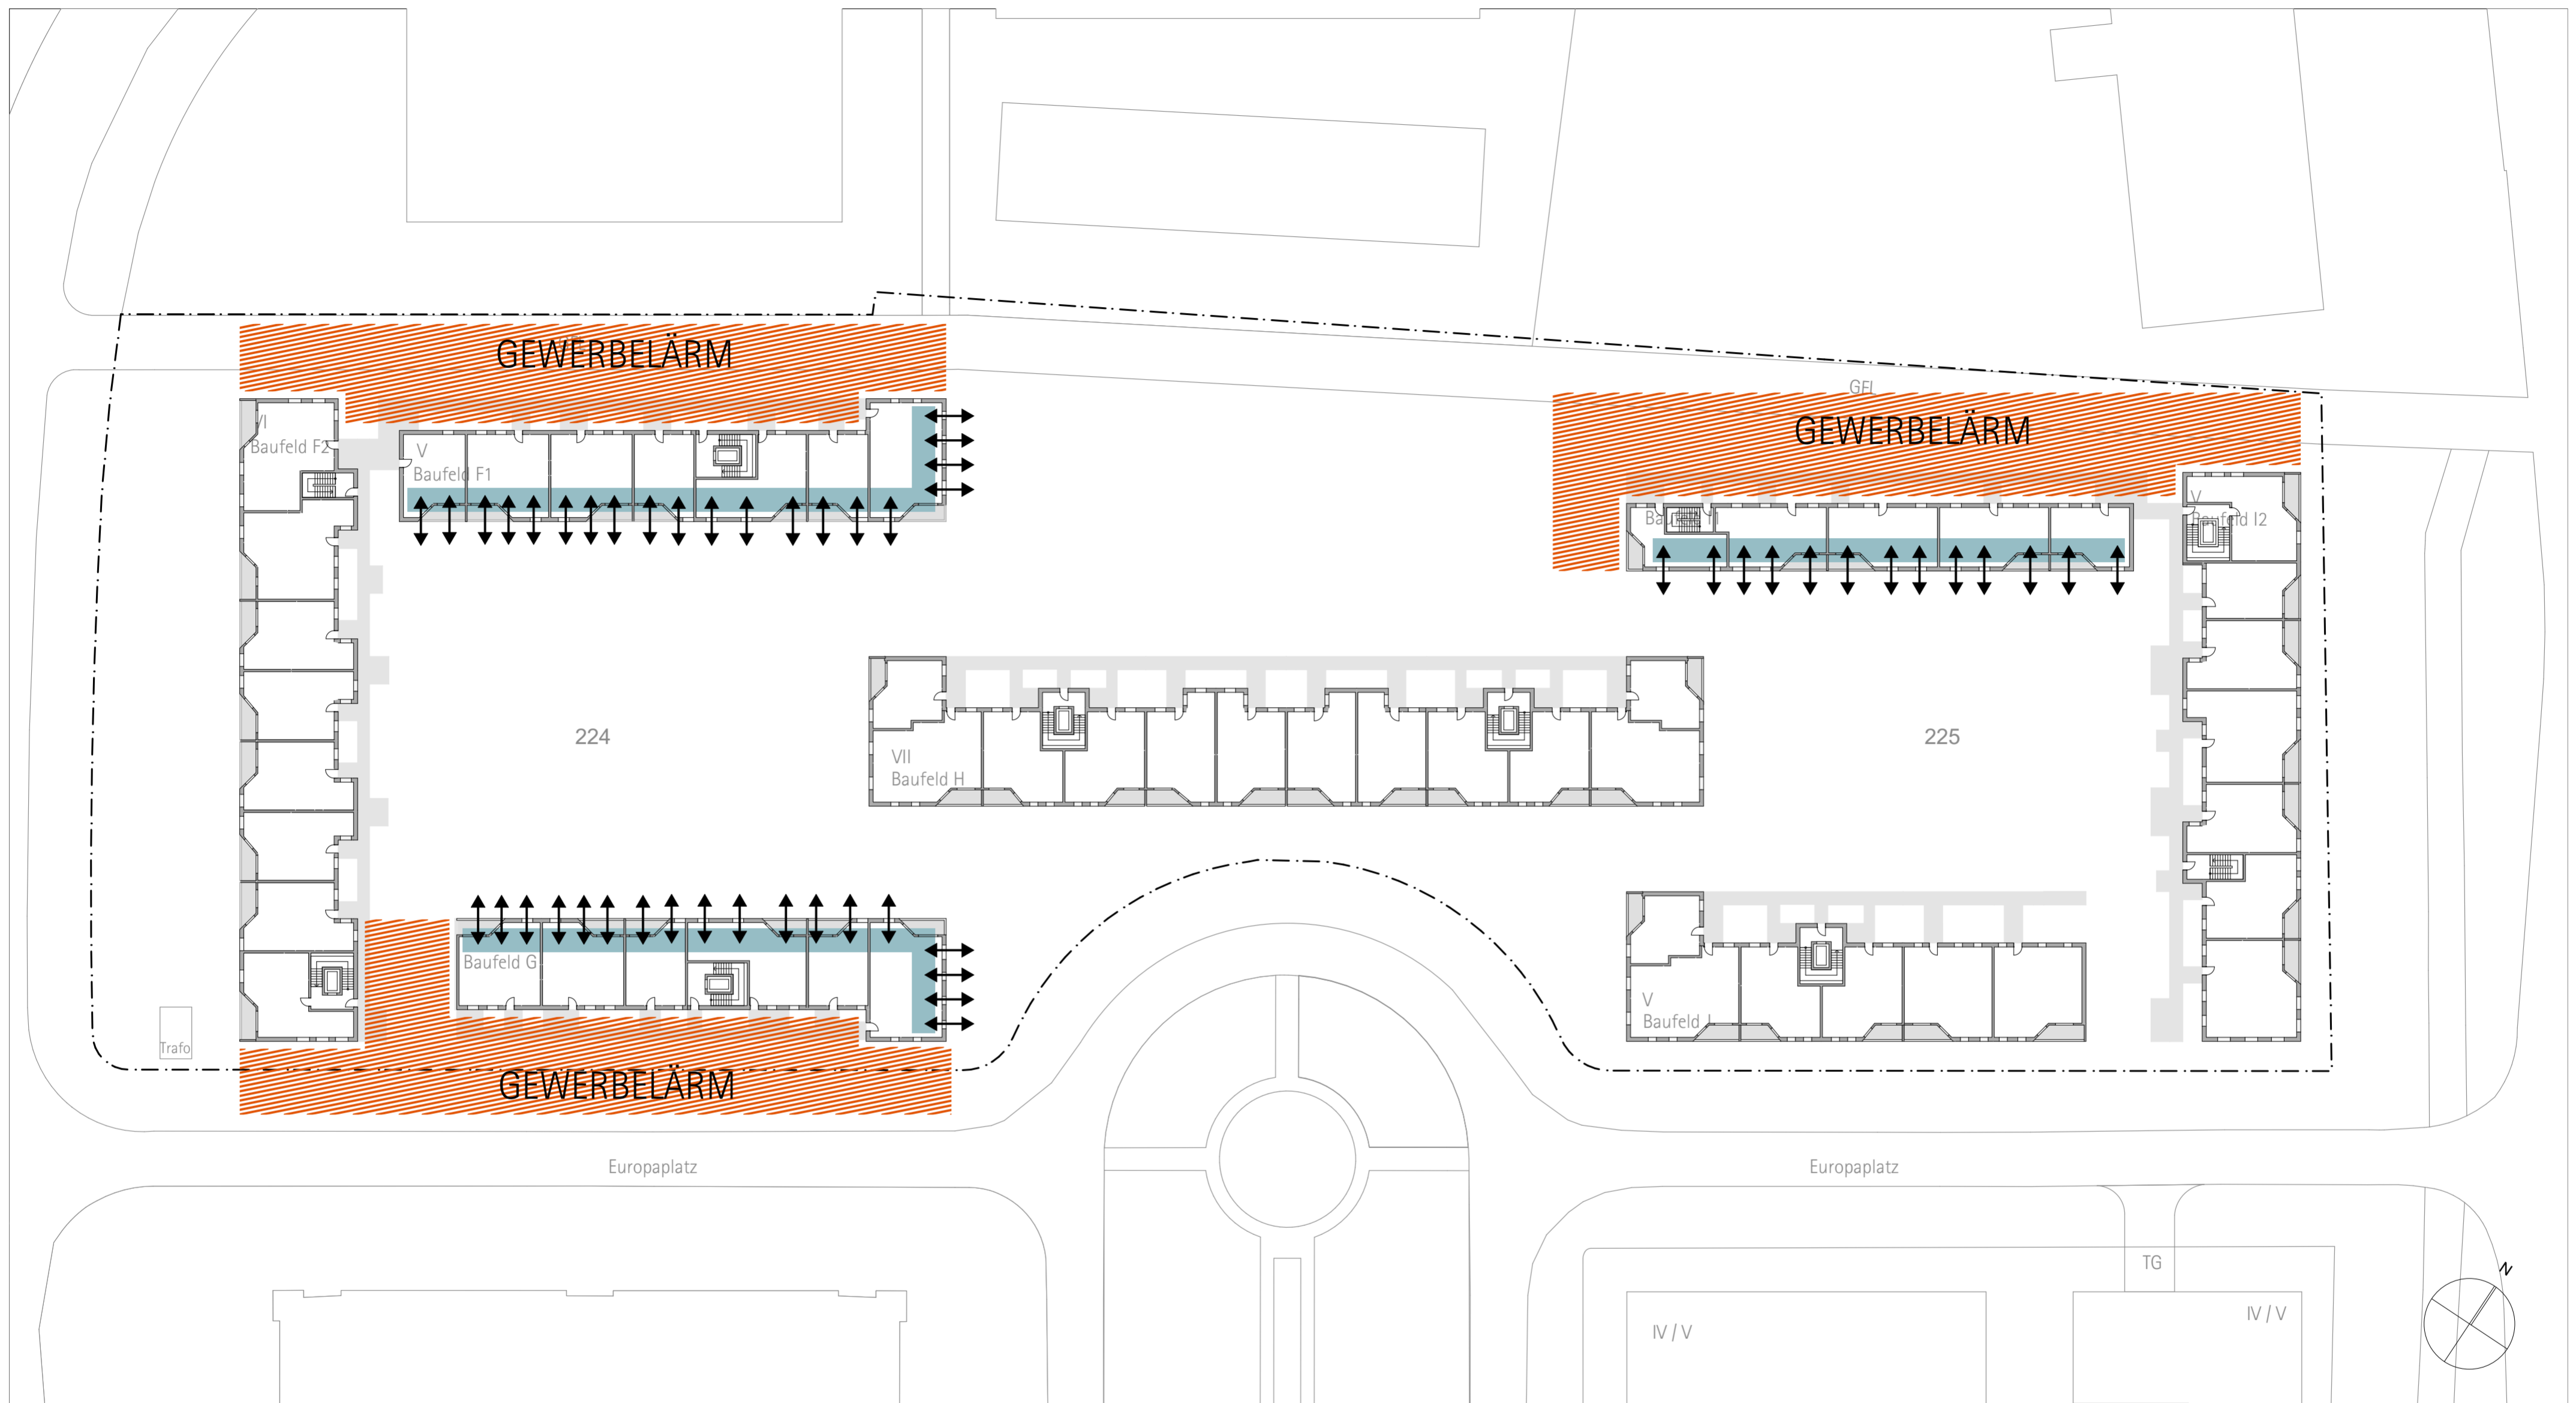 GEWERBELÄRM
GFL
GEWERBELÄRM
VI
Baufeld F2
V
Baufeld F1
V
Baufeld I2
224
225
VII
Baufeld H
Baufeld G
V
Baufeld J
Trafo
GEWERBELÄRM
Europaplatz
Europaplatz
TG
N
IV / V
IV / V